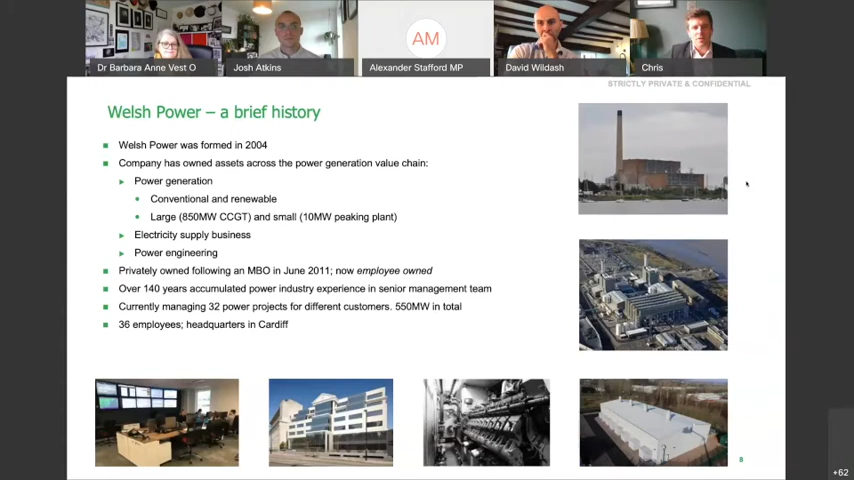 AM
Dr Barbara Anne Vest O
Josh Atkins
Alexander Stafford MP
David Wildash
Chris
STRICTLY PRIVATE & CONFIDENTIAL
Welsh Power – a brief history
Welsh Power was formed in 2004
Company has owned assets across the power generation value chain:
Power generation
Conventional and renewable
Large (850MW CCGT) and small (10MW peaking plant)
Electricity supply business
Power engineering
Privately owned following an MBO in June 2011; now employee owned
Over 140 years accumulated power industry experience in senior management team
Currently managing 32 power projects for different customers. 550MW in total
36 employees; headquarters in Cardiff
8
+62